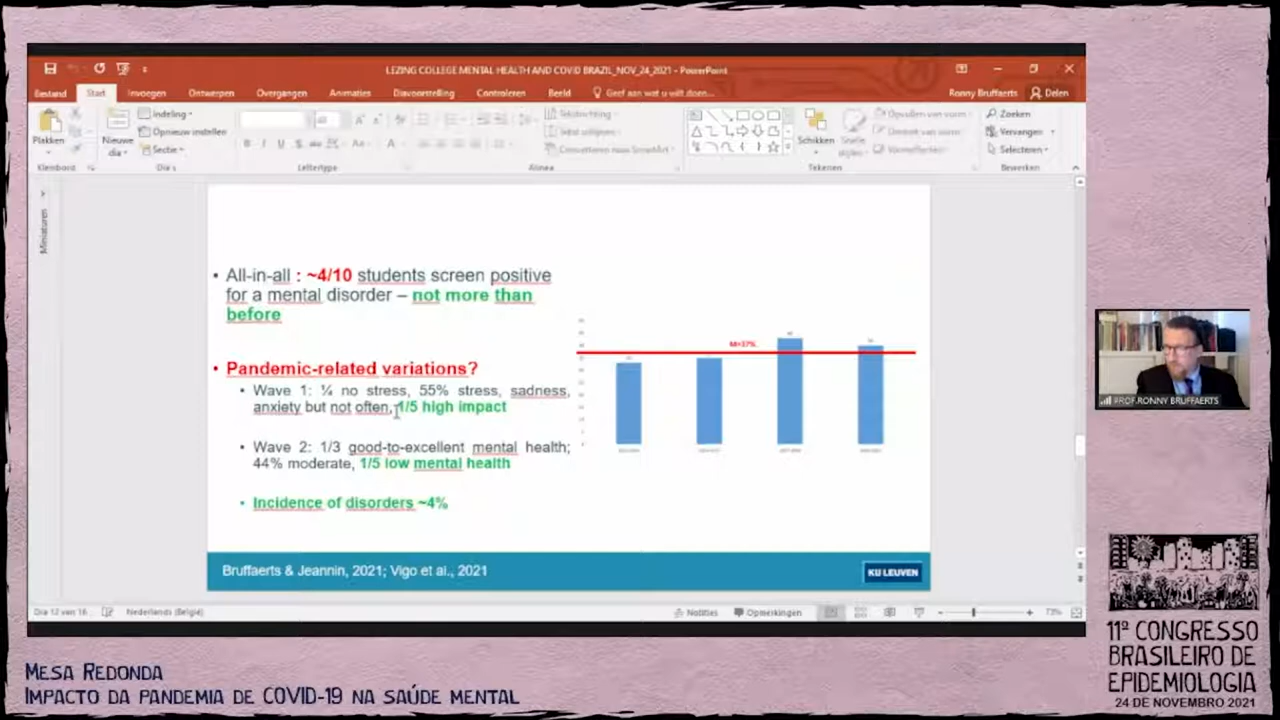 LEZING COLLEGE MENTAL HEALTH AND COVID BRAZIL_NOV_24_2021 - PowerPoint
Bestand Start Invoegen Ontwerpen Overgangen Animaties Diavoorstelling Controleren Beeld Geef aan wat u wilt doen... Ronny Bruffaerts Delen
Indeling
Opnieuw instellen
Sectie
Plakken
Nieuwe
dia
Tekstrichting
Schikken
Zoeken
Vervangen
Selecteren
Klembord Dia's Lettertype Alinea Tekenen Bewerken
Miniaturen
• All-in-all : ~4/10 students screen positive
for a mental disorder – not more than
before
• Pandemic-related variations?
• Wave 1: ¼ no stress, 55% stress, sadness,
anxiety but not often, 1/5 high impact
• Wave 2: 1/3 good-to-excellent mental health;
44% moderate, 1/5 low mental health
• Incidence of disorders ~4%
M=37%
Bruffaerts & Jeannin, 2021; Vigo et al., 2021
KU LEUVEN
Dia 12 van 16 Nederlands (België) Notities Opmerkingen 73%
PROF.RONNY BRUFFAERTS
11º CONGRESSO
BRASILEIRO DE
EPIDEMIOLOGIA
24 DE NOVEMBRO 2021
MESA REDONDA
IMPACTO DA PANDEMIA DE COVID-19 NA SAÚDE MENTAL